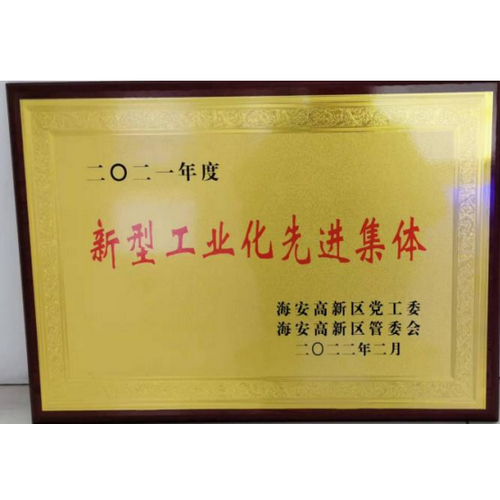 二〇二一年度
新型工业化先进集体
海安高新区党工委
海安高新区管委会
二〇二二年二月